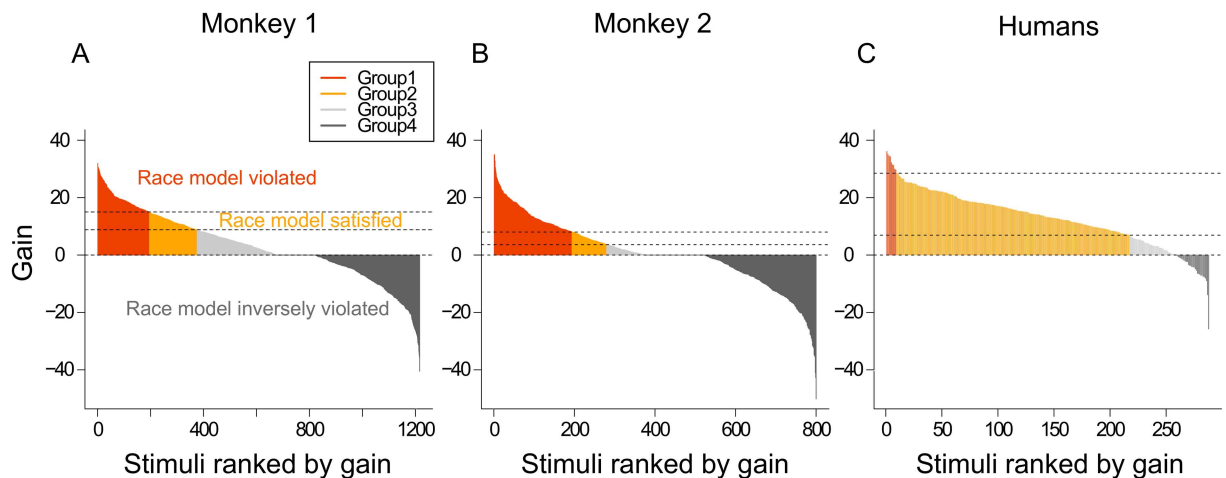 Monkey 1
Monkey 2
Humans
A
B
C
Group1
Group2
Group3
Group4
Race model violated
Race model satisfied
Race model inversely violated
Gain
40
20
0
−20
−40
0
400
800
1200
Stimuli ranked by gain
40
20
0
−20
−40
0
200
400
600
800
Stimuli ranked by gain
40
20
0
−20
−40
0
50
100
150
200
250
Stimuli ranked by gain